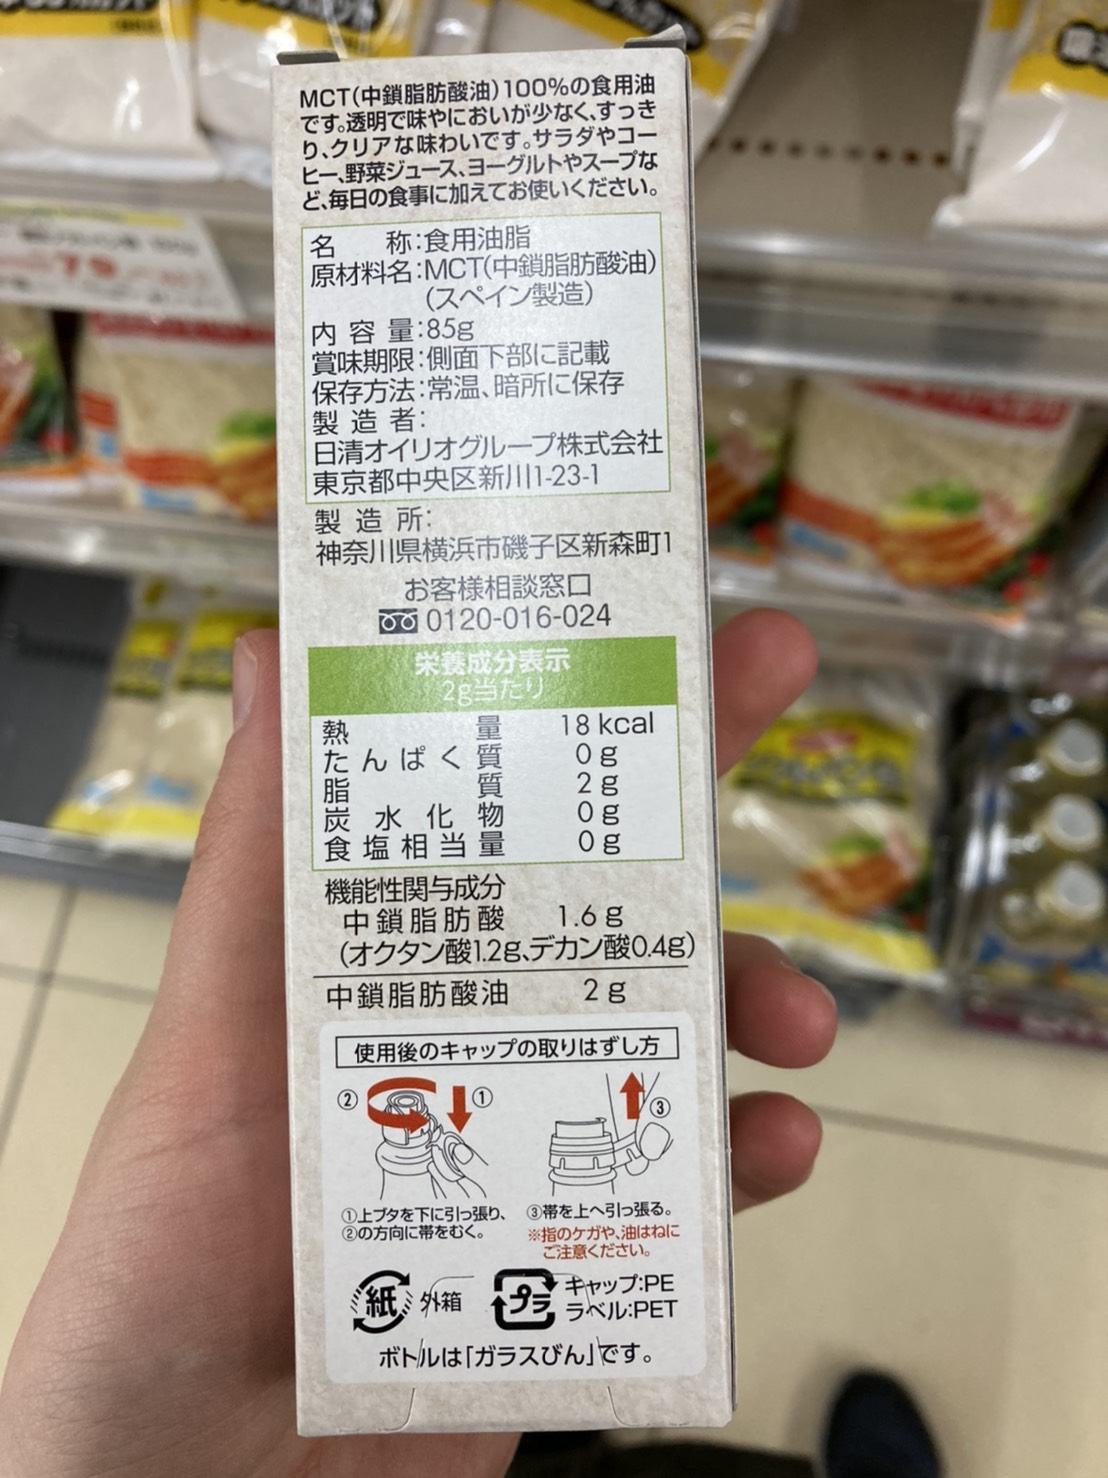 MCT(中鎖脂肪酸油)100%の食用油
です。透明で味やにおいが少なく、すっき
り、クリアな味わいです。サラダやコー
ヒー、野菜ジュース、ヨーグルトやスープな
ど、毎日の食事に加えてお使いください。
名称:食用油脂
原材料名:MCT(中鎖脂肪酸油)
(スペイン製造)
内容量:85g
賞味期限:側面下部に記載
保存方法:常温、暗所に保存
製造者:
日清オイリオグループ株式会社
東京都中央区新川1-23-1
製造所:
神奈川県横浜市磯子区新森町1
お客様相談窓口
0120-016-024
栄養成分表示
2g当たり
熱量 18kcal
たんぱく質 0g
脂質 2g
炭水化物 0g
食塩相当量 0g
機能性関与成分
中鎖脂肪酸 1.6g
(オクタン酸1.2g、デカン酸0.4g)
中鎖脂肪酸油 2g
使用後のキャップの取りはずし方
② ① ③
①上ブタを下に引っ張り、
②の方向に帯をむく。
③帯を上へ引っ張る。
※指のケガや、油はねに
ご注意ください。
紙 外箱
プラ キャップ:PE
ラベル:PET
ボトルは「ガラスびん」です。
79